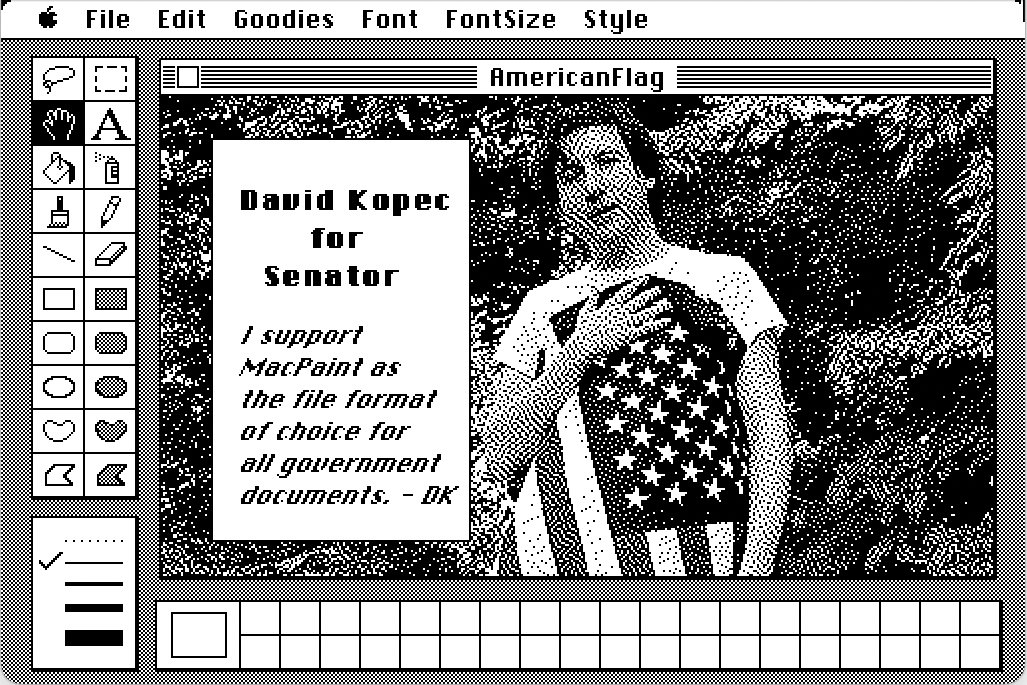 File Edit Goodies Font FontSize Style
AmericanFlag
A
David Kopec
for
Senator
I support
MacPaint as
the file format
of choice for
all government
documents. - DK